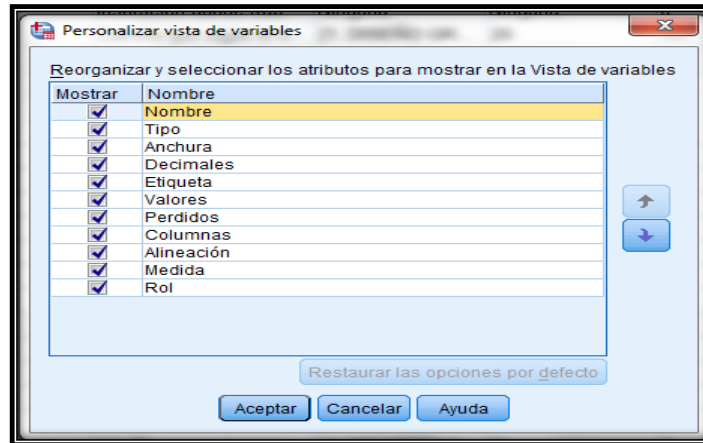 Personalizar vista de variables
Reorganizar y seleccionar los atributos para mostrar en la Vista de variables
Mostrar Nombre
Nombre
Tipo
Anchura
Decimales
Etiqueta
Valores
Perdidos
Columnas
Alineación
Medida
Rol
Restaurar las opciones por defecto
Aceptar Cancelar Ayuda